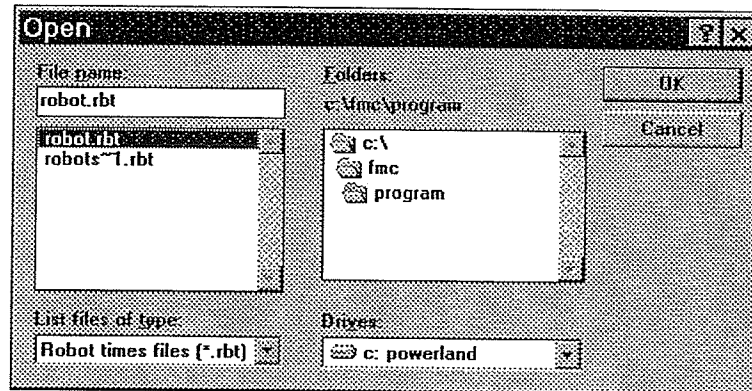 Open
File name:
robot.rbt
robot.rbt
robots~1.rbt
List files of type:
Robot times files (*.rbt)
Folders:
c:\fmc\program
c:\
fmc
program
Drives:
c: powerland
OK
Cancel